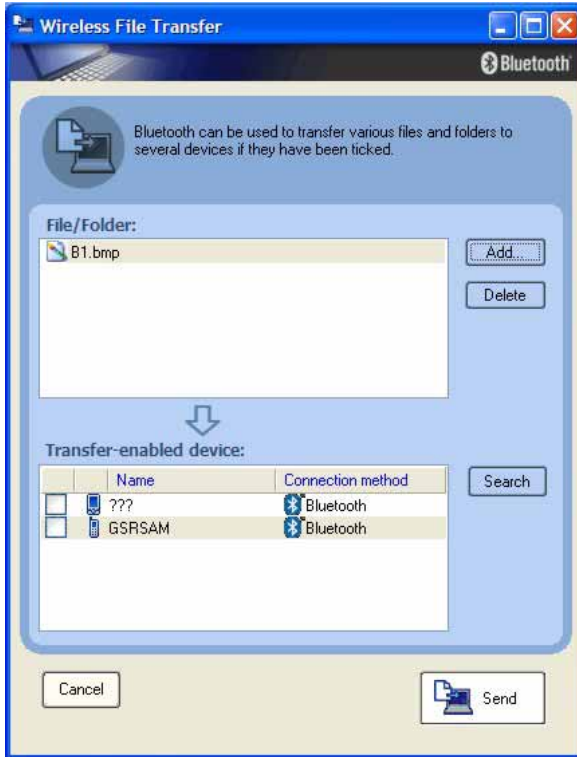 Wireless File Transfer
Bluetooth
Bluetooth can be used to transfer various files and folders to
several devices if they have been ticked.
File/Folder:
B1.bmp
Add...
Delete
Transfer-enabled device:
Name Connection method
Search
??? Bluetooth
GSRSAM Bluetooth
Cancel
Send